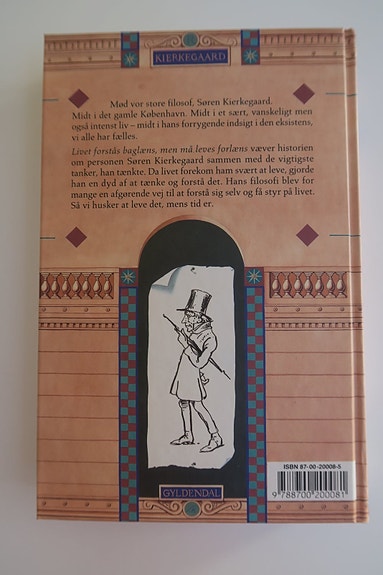 KIERKEGAARD
Mød vor store filosof, Søren Kierkegaard.
Midt i det gamle København. Midt i et sært, vanskeligt men
også intenst liv – midt i hans forrygende indsigt i den eksistens,
vi alle har fælles.
Livet forstås baglæns, men må leves forlæns væver historien
om personen Søren Kierkegaard sammen med de vigtigste
tanker, han tænkte. Da livet forekom ham svært at leve, gjorde
han en dyd af at tænke og forstå det. Hans filosofi blev for
mange en afgørende vej til at forstå sig selv og få styr på livet.
Så vi husker at leve det, mens tid er.
ISBN 87-00-20008-5
9 788700 200081
GYLDENDAL